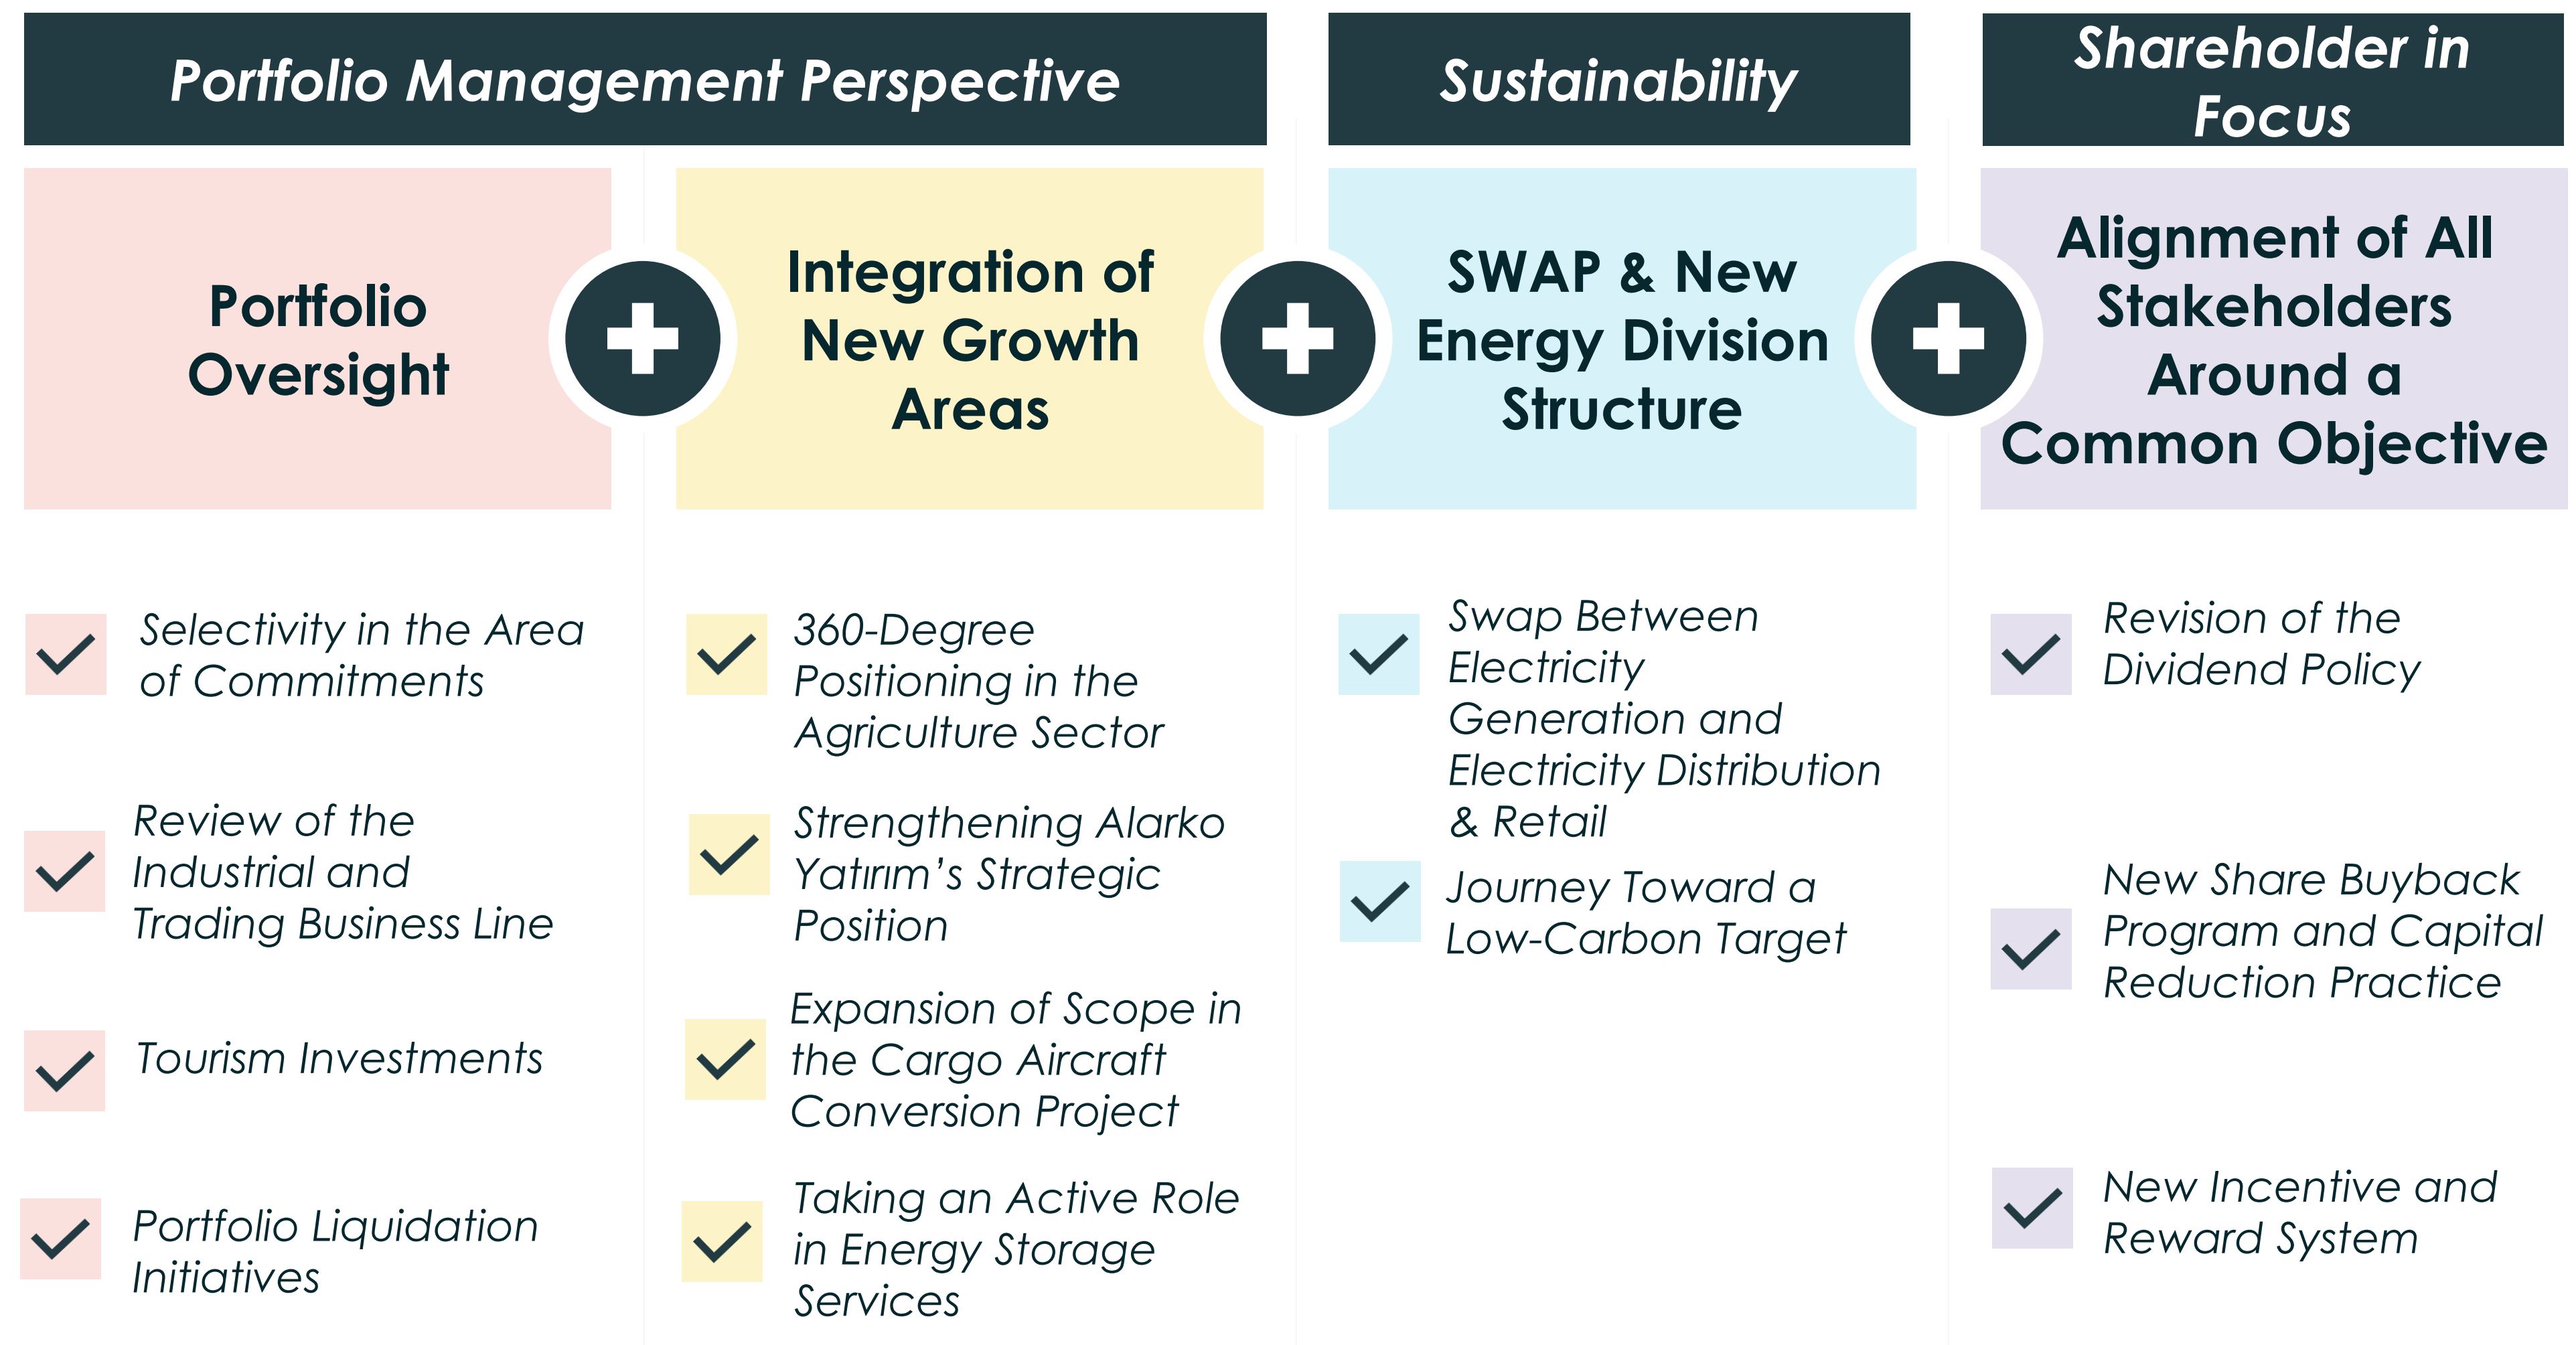 Portfolio Management Perspective
Sustainability
Shareholder in
Focus
Portfolio
Oversight
Integration of
New Growth
Areas
SWAP & New
Energy Division
Structure
Alignment of All
Stakeholders
Around a
Common Objective
Selectivity in the Area
of Commitments
Review of the
Industrial and
Trading Business Line
Tourism Investments
Portfolio Liquidation
Initiatives
360-Degree
Positioning in the
Agriculture Sector
Strengthening Alarko
Yatırım’s Strategic
Position
Expansion of Scope in
the Cargo Aircraft
Conversion Project
Taking an Active Role
in Energy Storage
Services
Swap Between
Electricity
Generation and
Electricity Distribution
& Retail
Journey Toward a
Low-Carbon Target
Revision of the
Dividend Policy
New Share Buyback
Program and Capital
Reduction Practice
New Incentive and
Reward System